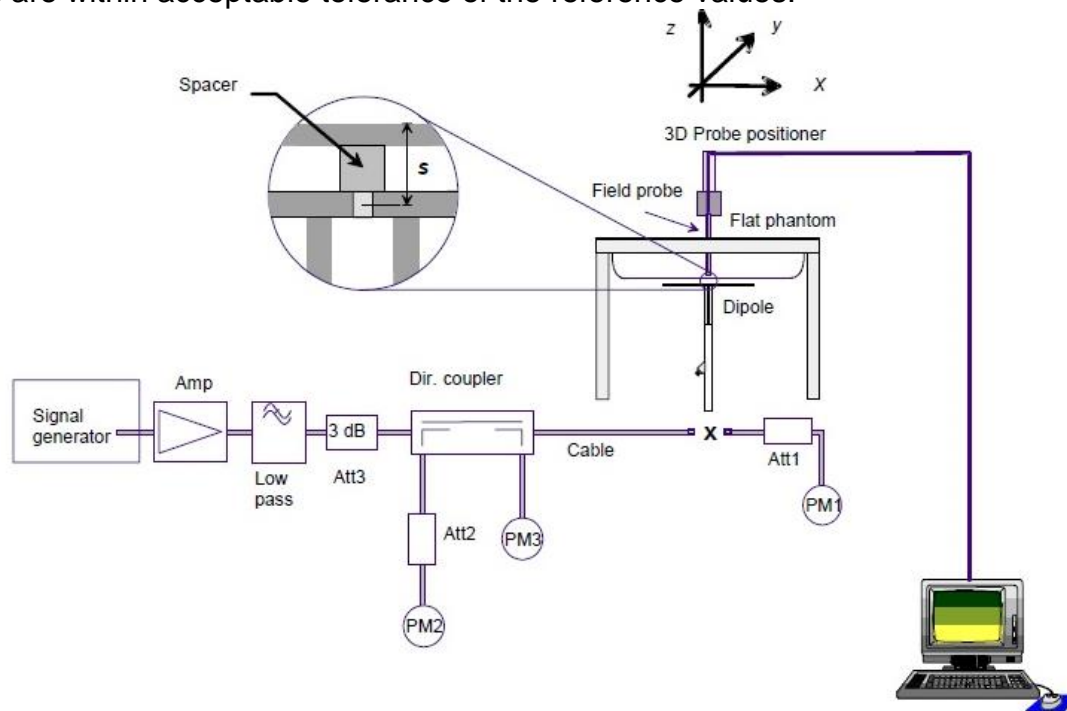 are within acceptable tolerance of the reference values.
z
y
X
Spacer
s
3D Probe positioner
Field probe
Flat phantom
Dipole
Dir. coupler
Amp
Signal
generator
3 dB
Low
pass
Att3
Cable
X
Att1
PM1
Att2
PM3
PM2